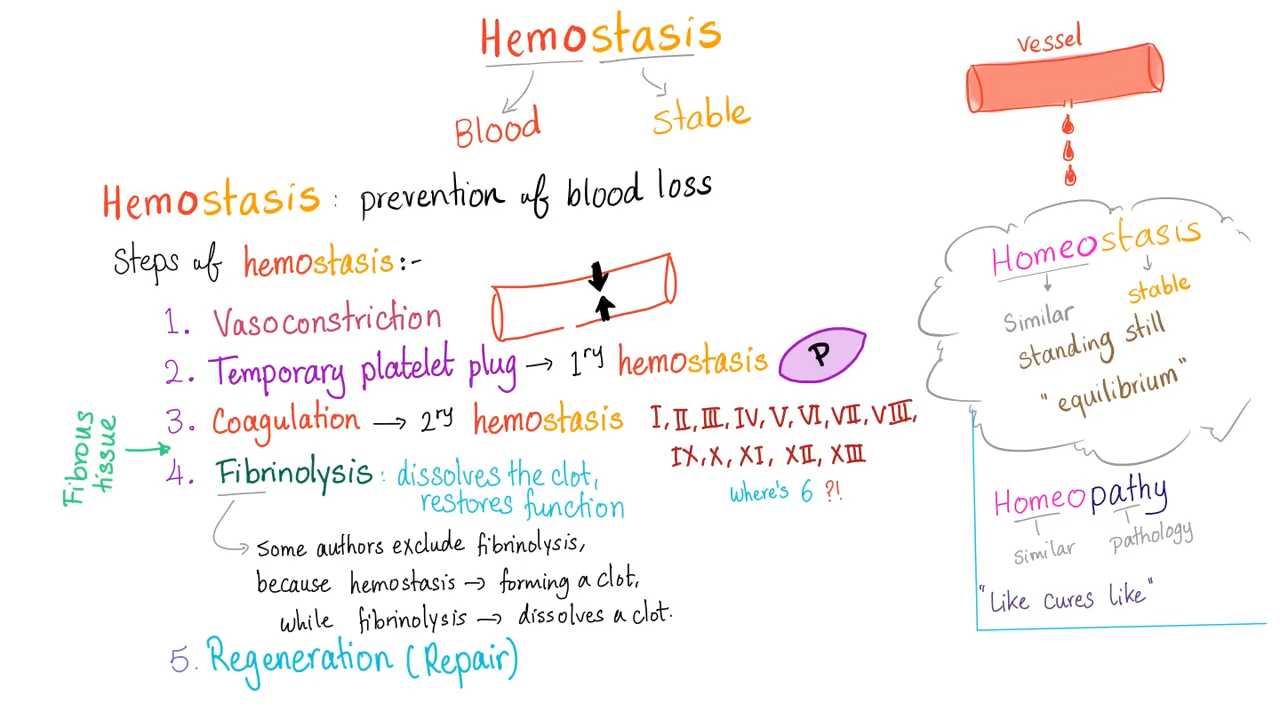 Hemostasis
Blood
Stable
Hemostasis : prevention of blood loss
Steps of hemostasis:-
1. Vasoconstriction
2. Temporary platelet plug → 1ry hemostasis
P
3. Coagulation → 2ry hemostasis
I, II, III, IV, V, VI, VII, VIII,
IX, X, XI, XII, XIII
where's 6 ?!
Fibrous
tissue
4. Fibrinolysis : dissolves the clot,
restores function
Some authors exclude fibrinolysis,
because hemostasis → forming a clot,
while fibrinolysis → dissolves a clot.
5. Regeneration (Repair)
vessel
Homeostasis
Similar
stable
standing still
"equilibrium"
Homeopathy
similar
pathology
"Like cures like"